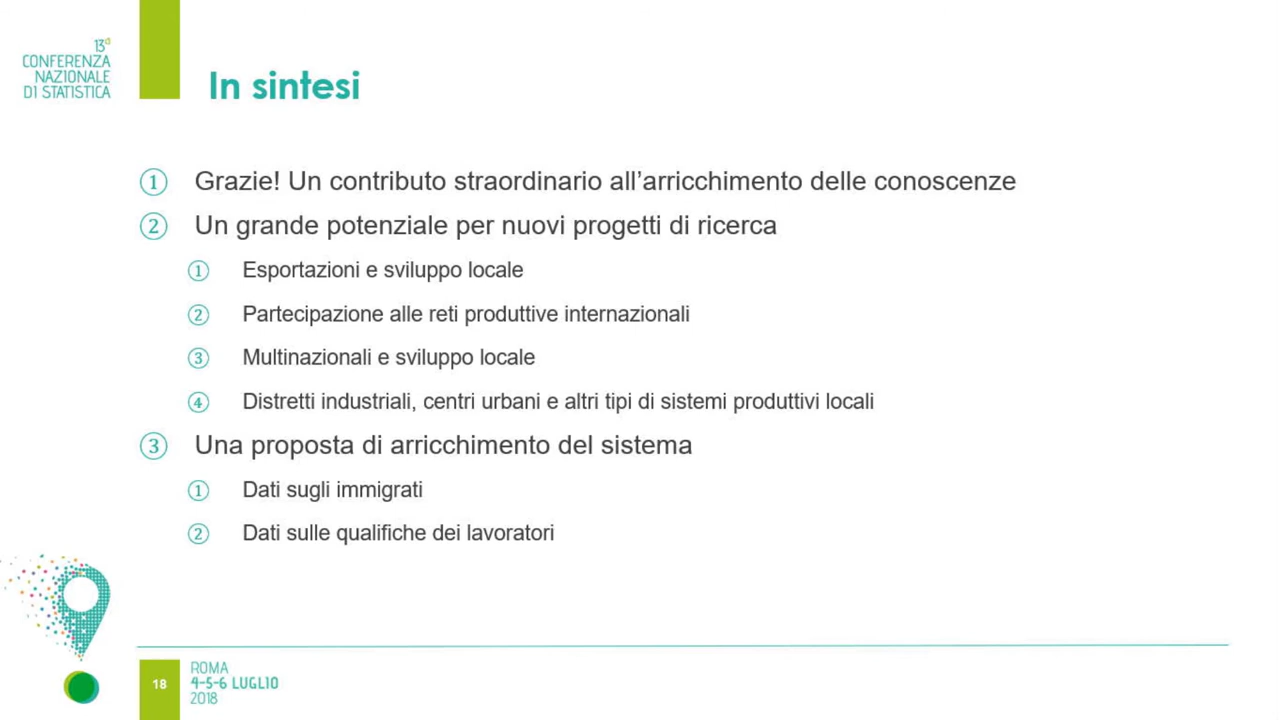 13a
CONFERENZA
NAZIONALE
DI STATISTICA
In sintesi
① Grazie! Un contributo straordinario all’arricchimento delle conoscenze
② Un grande potenziale per nuovi progetti di ricerca
① Esportazioni e sviluppo locale
② Partecipazione alle reti produttive internazionali
③ Multinazionali e sviluppo locale
④ Distretti industriali, centri urbani e altri tipi di sistemi produttivi locali
③ Una proposta di arricchimento del sistema
① Dati sugli immigrati
② Dati sulle qualifiche dei lavoratori
18
ROMA
4-5-6 LUGLIO
2018